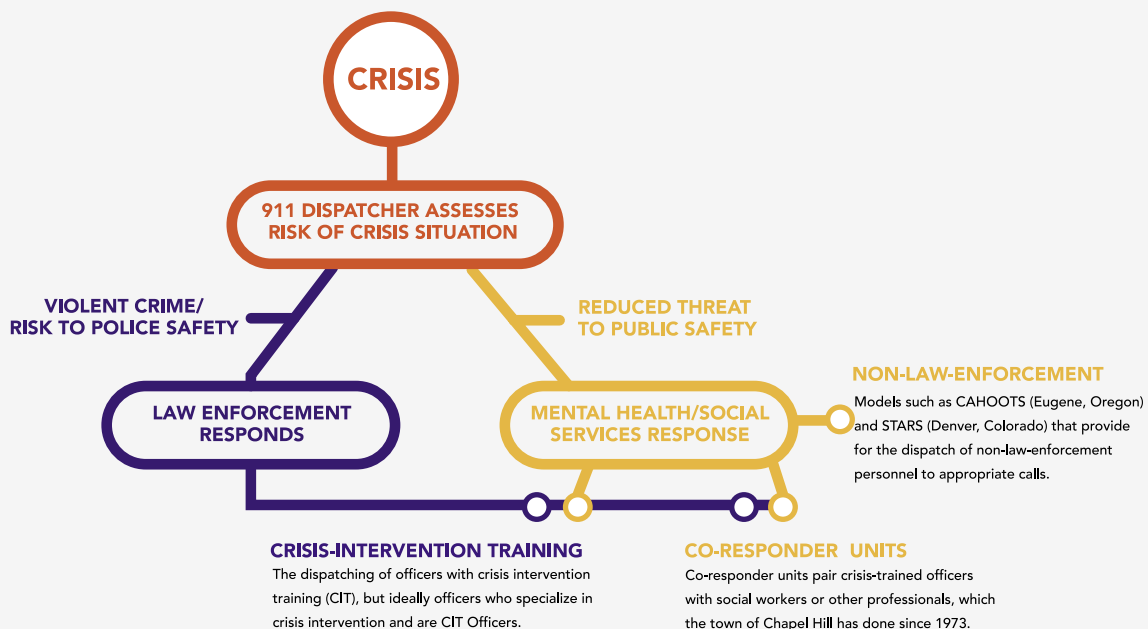 CRISIS
911 DISPATCHER ASSESSES
RISK OF CRISIS SITUATION
VIOLENT CRIME/
RISK TO POLICE SAFETY
REDUCED THREAT
TO PUBLIC SAFETY
LAW ENFORCEMENT
RESPONDS
MENTAL HEALTH/SOCIAL
SERVICES RESPONSE
NON-LAW-ENFORCEMENT
Models such as CAHOOTS (Eugene, Oregon)
and STARS (Denver, Colorado) that provide
for the dispatch of non-law-enforcement
personnel to appropriate calls.
CRISIS-INTERVENTION TRAINING
The dispatching of officers with crisis intervention
training (CIT), but ideally officers who specialize in
crisis intervention and are CIT Officers.
CO-RESPONDER UNITS
Co-responder units pair crisis-trained officers
with social workers or other professionals, which
the town of Chapel Hill has done since 1973.